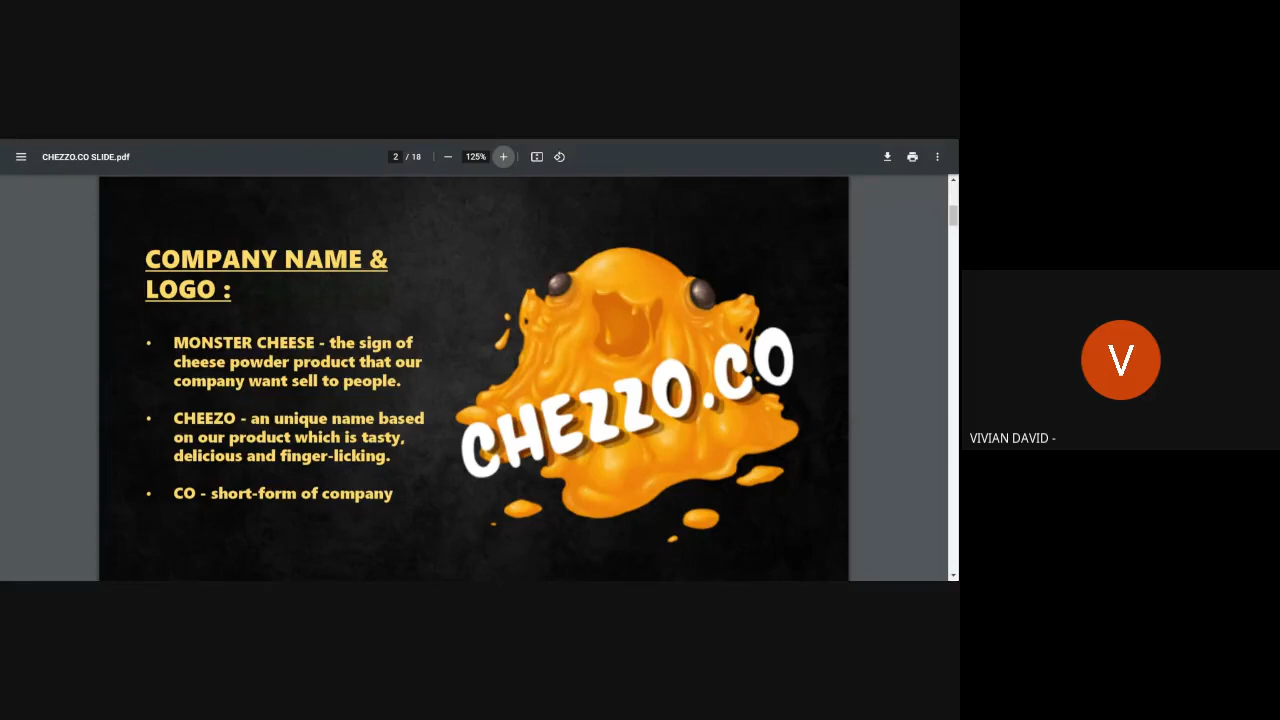 CHEZZO.CO SLIDE.pdf
2 / 18
125%
COMPANY NAME &
LOGO :
• MONSTER CHEESE - the sign of
cheese powder product that our
company want sell to people.
• CHEEZO - an unique name based
on our product which is tasty,
delicious and finger-licking.
• CO - short-form of company
CHEZZO.CO
V
VIVIAN DAVID -